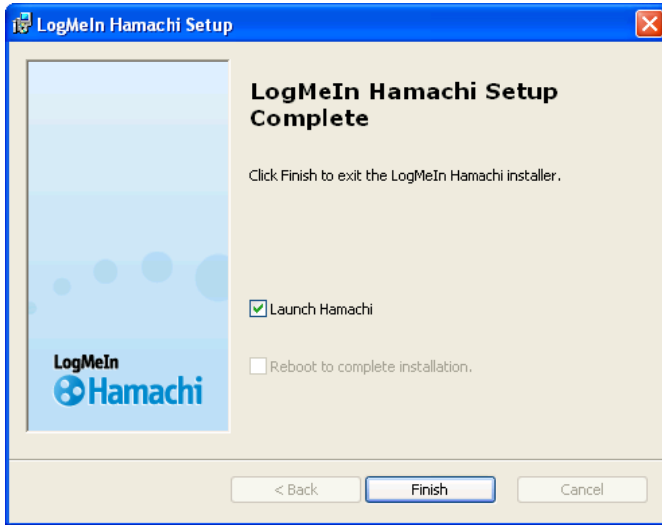 LogMeIn Hamachi Setup
LogMeIn Hamachi Setup
Complete
Click Finish to exit the LogMeIn Hamachi installer.
Launch Hamachi
Reboot to complete installation.
LogMeIn
Hamachi
< Back
Finish
Cancel